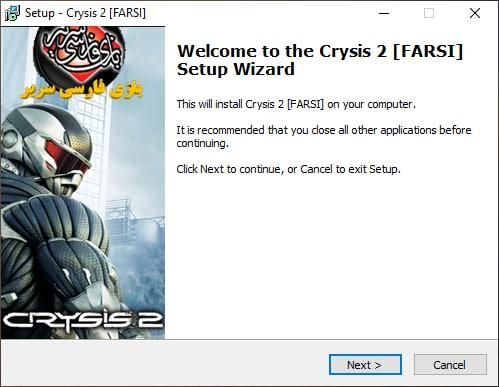 Setup - Crysis 2 [FARSI]
بازی فارسی سریر
CRYSIS 2
Welcome to the Crysis 2 [FARSI]
Setup Wizard
This will install Crysis 2 [FARSI] on your computer.
It is recommended that you close all other applications before
continuing.
Click Next to continue, or Cancel to exit Setup.
Next >
Cancel